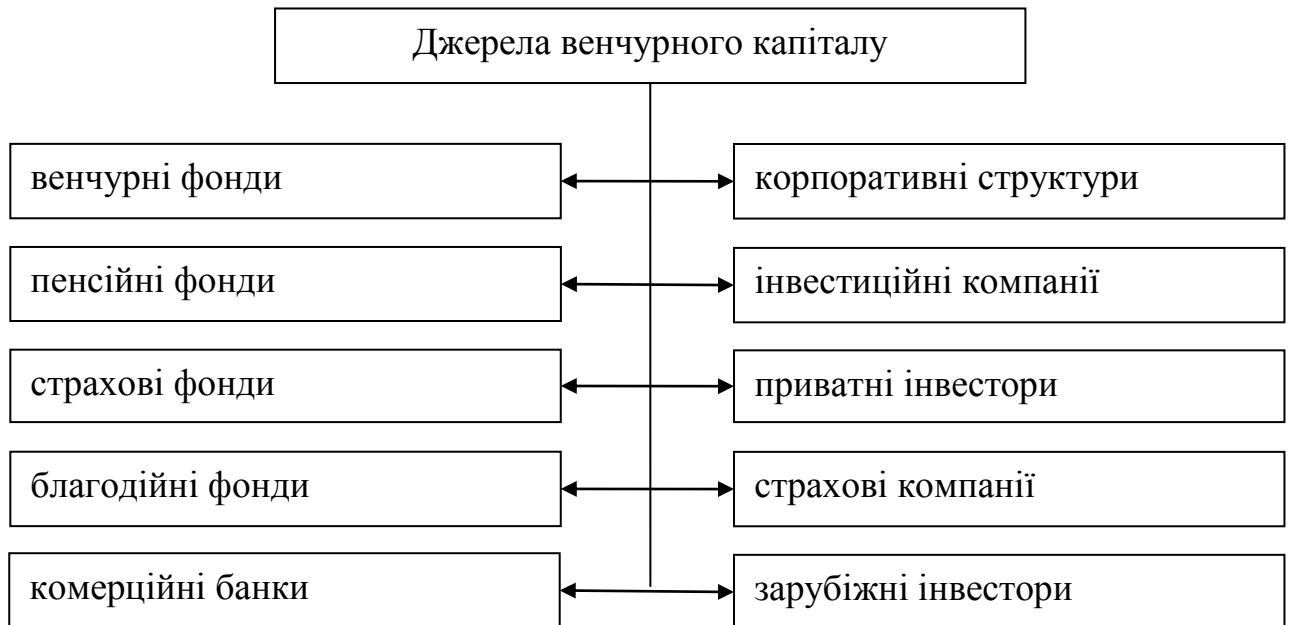 Джерела венчурного капіталу
венчурні фонди
корпоративні структури
пенсійні фонди
інвестиційні компанії
страхові фонди
приватні інвестори
благодійні фонди
страхові компанії
комерційні банки
зарубіжні інвестори